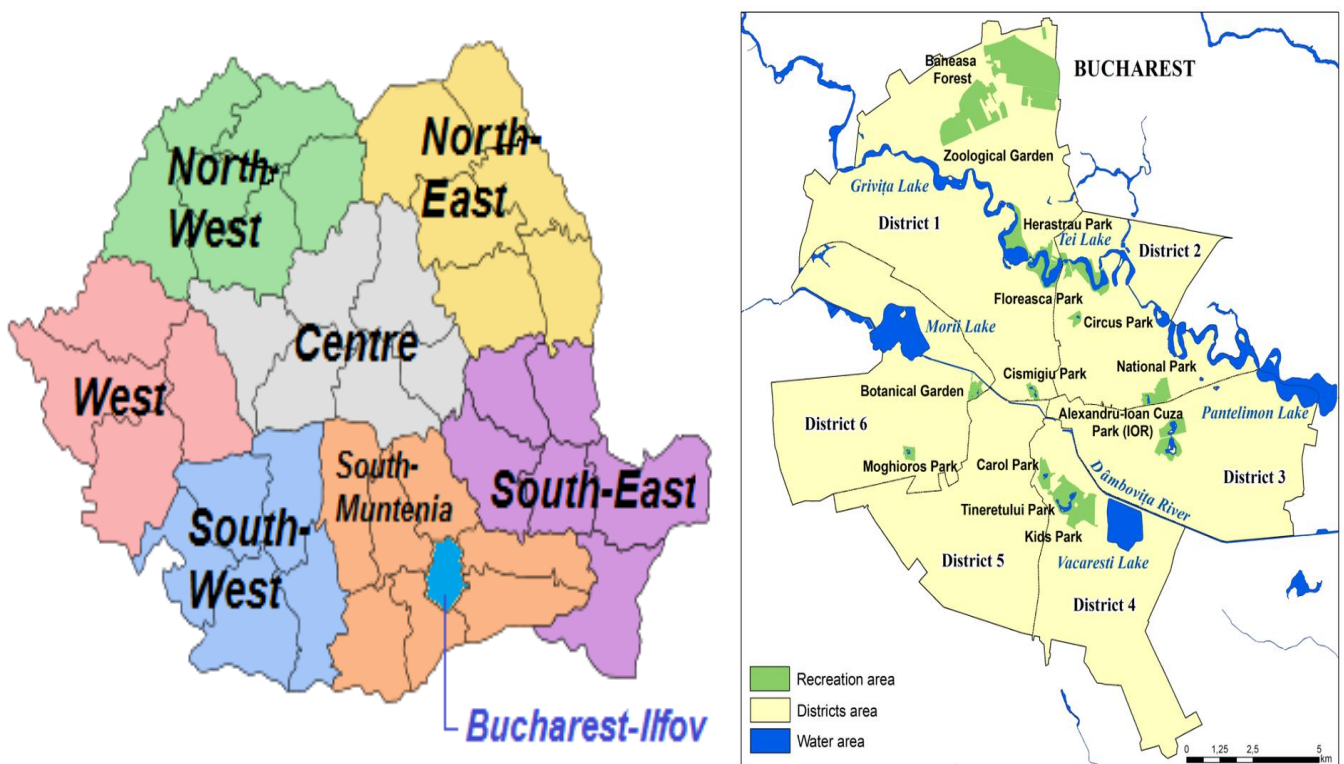 North-
West
North-
East
Centre
West
South-
Muntenia
South-East
South-
West
Bucharest-Ilfov
BUCHAREST
Baneasa
Forest
Zoological Garden
Grivița Lake
District 1
Herastrau Park
Tei Lake
District 2
Floreasca Park
Circus Park
Morii Lake
National Park
Cismigiu Park
Botanical Garden
Alexandru-Ioan Cuza
Park (IOR)
Pantelimon Lake
District 6
Moghioros Park
Carol Park
Dâmbovița River
District 3
Tineretului Park
Kids Park
District 5
Vacaresti Lake
District 4
Recreation area
Districts area
Water area
0 1,25 2,5 5
km